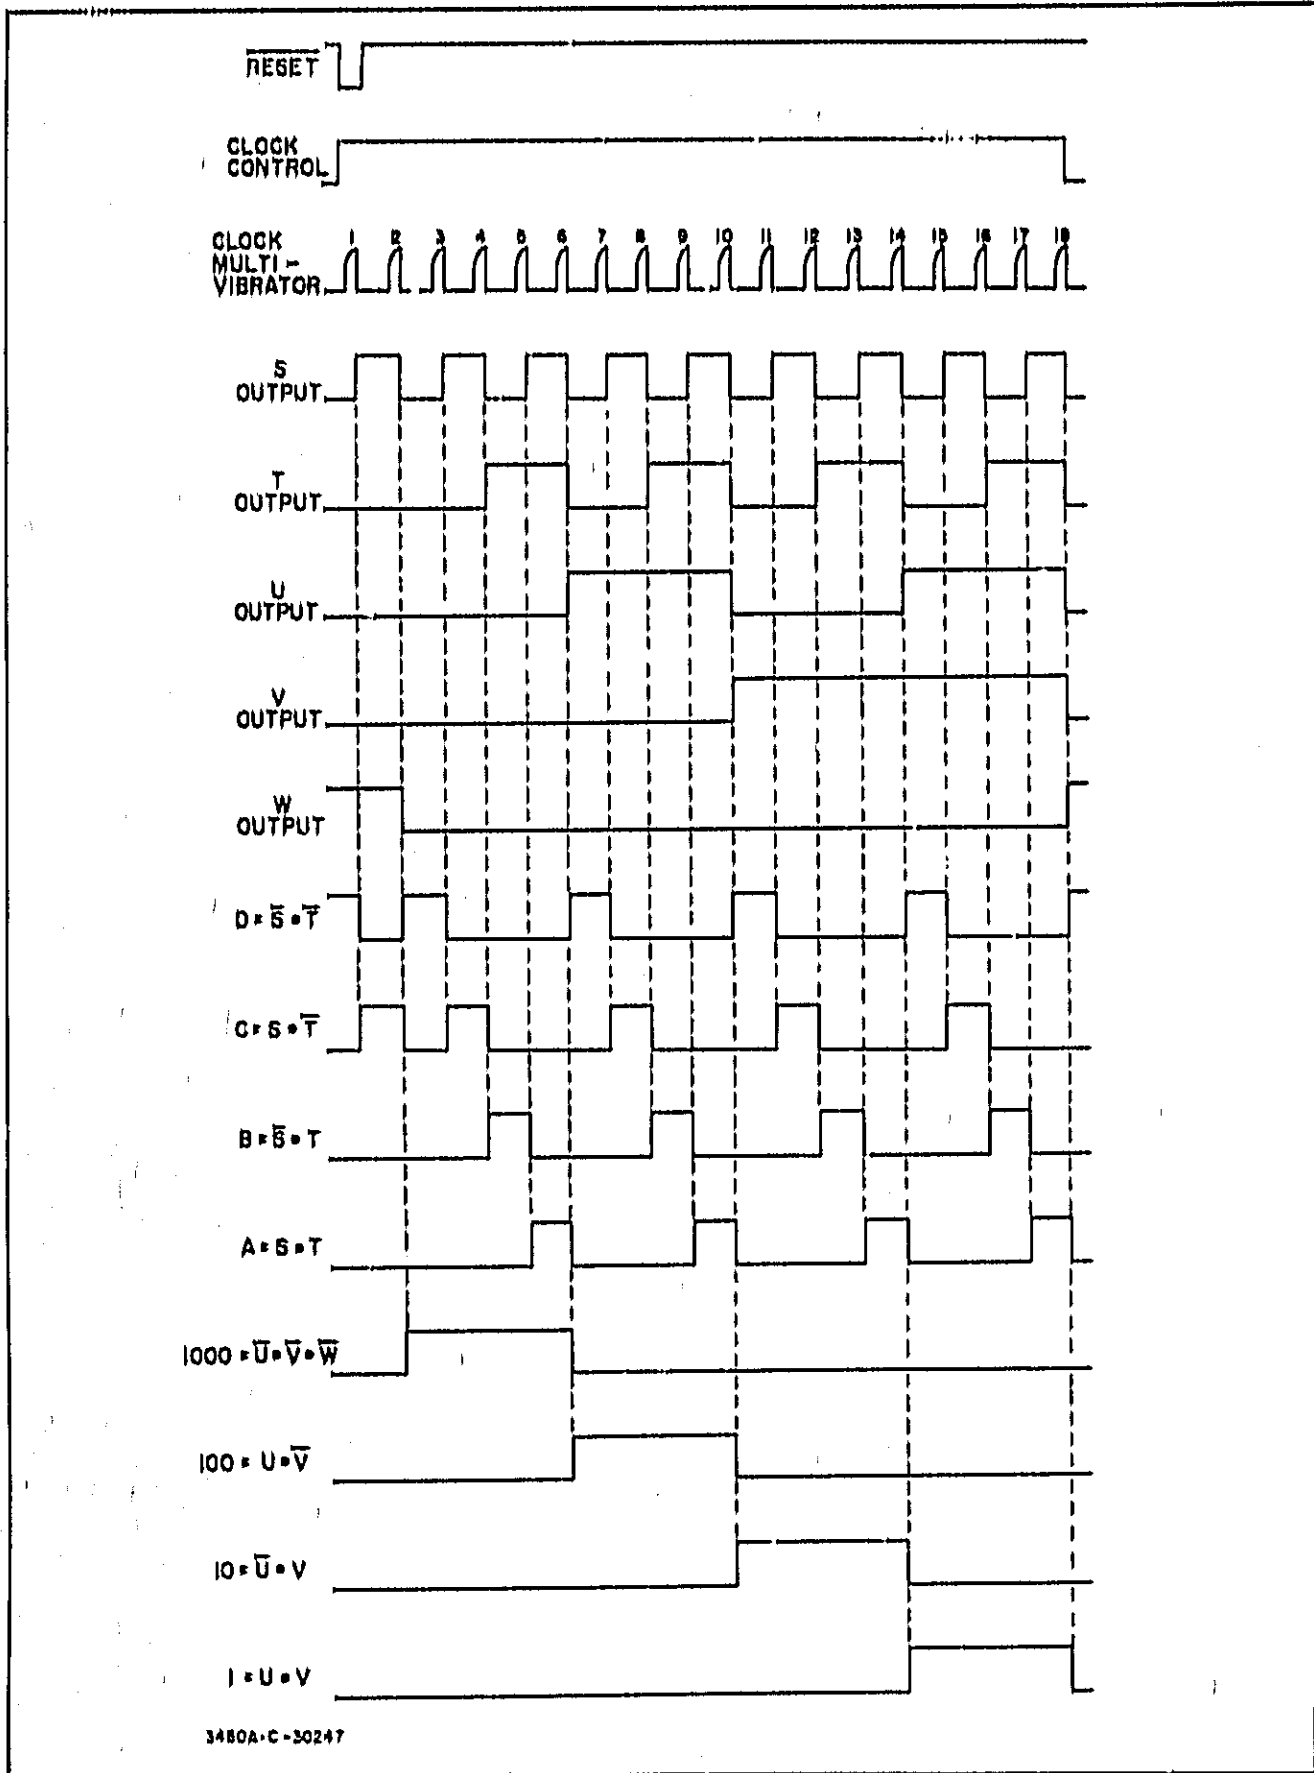 R̅E̅S̅E̅T̅
CLOCK
CONTROL
CLOCK
MULTI-
VIBRATOR
1 2 3 4 5 6 7 8 9 10 11 12 13 14 15 16 17 18
S
OUTPUT
T
OUTPUT
U
OUTPUT
V
OUTPUT
W
OUTPUT
D = S̅ • T̅
C = S • T̅
B = S̅ • T
A = S • T
1000 = U̅ • V̅ • W̅
100 = U • V̅
10 = U̅ • V
1 = U • V
3480A-C-30247